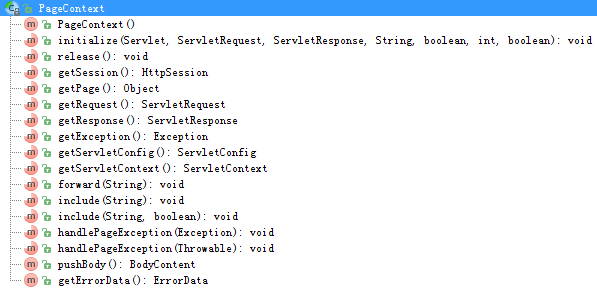 PageContext
PageContext()
initialize(Servlet, ServletRequest, ServletResponse, String, boolean, int, boolean): void
release(): void
getSession(): HttpSession
getPage(): Object
getRequest(): ServletRequest
getResponse(): ServletResponse
getException(): Exception
getServletConfig(): ServletConfig
getServletContext(): ServletContext
forward(String): void
include(String): void
include(String, boolean): void
handlePageException(Exception): void
handlePageException(Throwable): void
pushBody(): BodyContent
getErrorData(): ErrorData